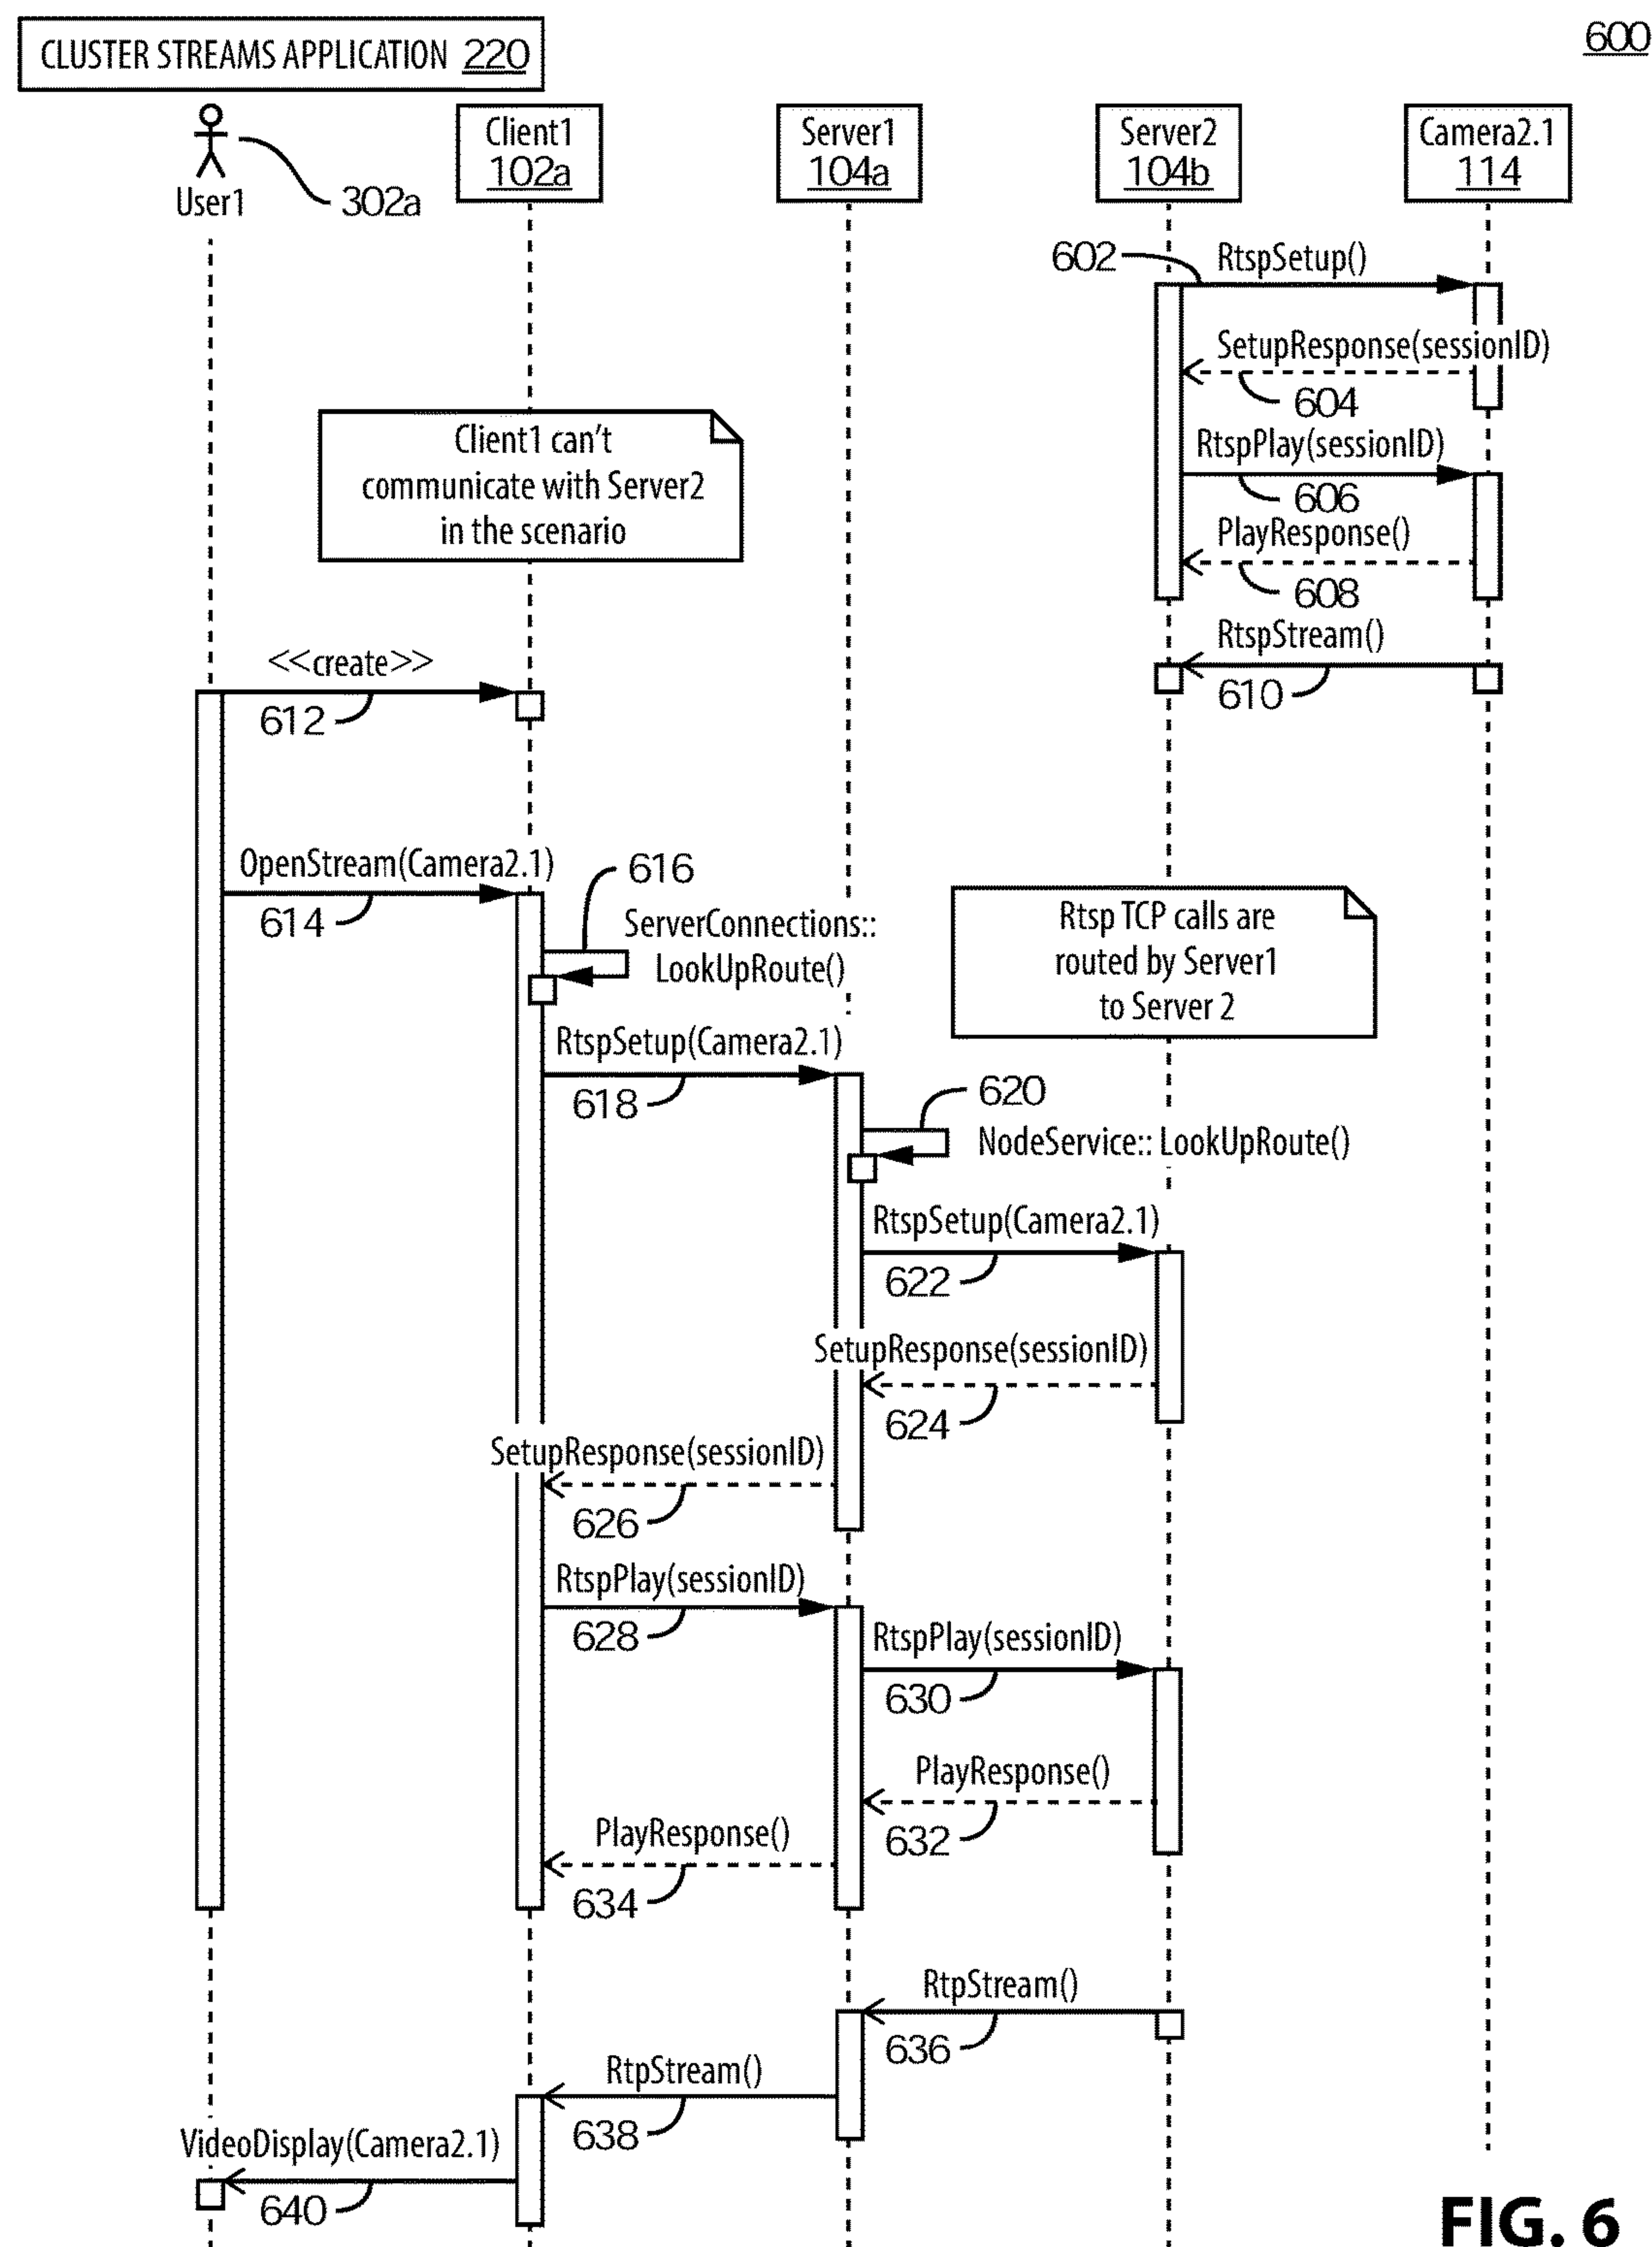 CLUSTER STREAMS APPLICATION 220
600
User1
302a
Client1
102a
Server1
104a
Server2
104b
Camera2.1
114
602
RtspSetup()
SetupResponse(sessionID)
604
Client1 can't
communicate with Server2
in the scenario
RtspPlay(sessionID)
606
PlayResponse()
608
RtspStream()
610
<<create>>
612
OpenStream(Camera2.1)
614
616
ServerConnections::
LookUpRoute()
Rtsp TCP calls are
routed by Server1
to Server 2
RtspSetup(Camera2.1)
618
620
NodeService:: LookUpRoute()
RtspSetup(Camera2.1)
622
SetupResponse(sessionID)
624
SetupResponse(sessionID)
626
RtspPlay(sessionID)
628
RtspPlay(sessionID)
630
PlayResponse()
632
PlayResponse()
634
RtpStream()
636
RtpStream()
638
VideoDisplay(Camera2.1)
640
FIG. 6